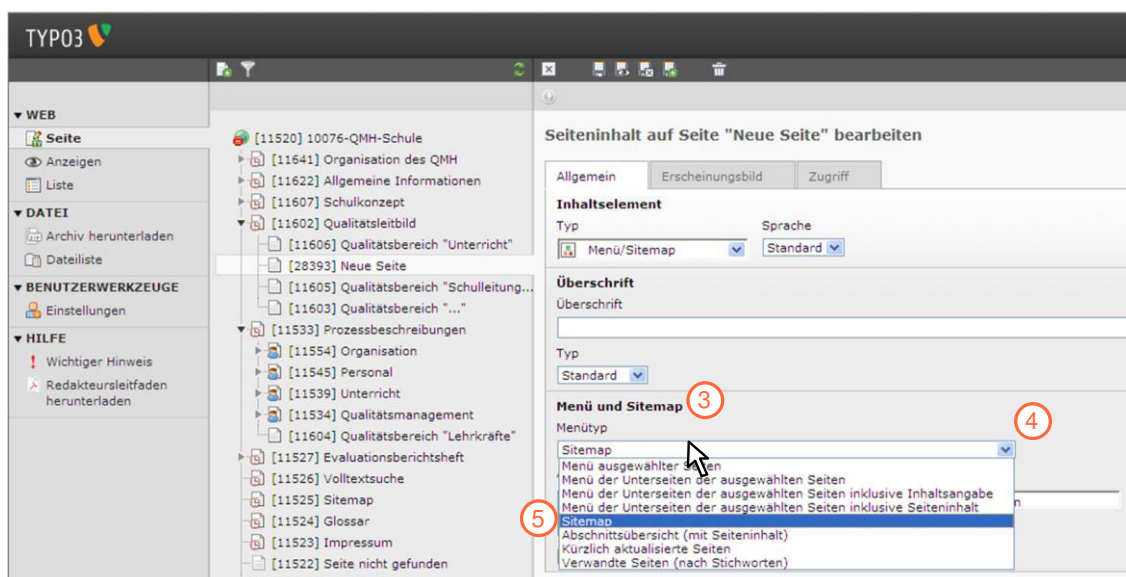 TYPO3
▼ WEB
Seite
Anzeigen
Liste
▼ DATEI
Archiv herunterladen
Dateiliste
▼ BENUTZERWERKZEUGE
Einstellungen
▼ HILFE
Wichtiger Hinweis
Redakteursleitfaden
herunterladen
[11520] 10076-QMH-Schule
[11641] Organisation des QMH
[11622] Allgemeine Informationen
[11607] Schulkonzept
[11602] Qualitätsleitbild
[11606] Qualitätsbereich "Unterricht"
[28393] Neue Seite
[11605] Qualitätsbereich "Schulleitung...
[11603] Qualitätsbereich "..."
[11533] Prozessbeschreibungen
[11554] Organisation
[11545] Personal
[11539] Unterricht
[11534] Qualitätsmanagement
[11604] Qualitätsbereich "Lehrkräfte"
[11527] Evaluationsberichtsheft
[11526] Volltextsuche
[11525] Sitemap
[11524] Glossar
[11523] Impressum
[11522] Seite nicht gefunden
Seiteninhalt auf Seite "Neue Seite" bearbeiten
Allgemein Erscheinungsbild Zugriff
Inhaltselement
Typ Sprache
Menü/Sitemap Standard
Überschrift
Überschrift
Typ
Standard
Menü und Sitemap 3
Menütyp 4
Sitemap
Menü ausgewählter Seiten
Menü der Unterseiten der ausgewählten Seiten
Menü der Unterseiten der ausgewählten Seiten inklusive Inhaltsangabe
Menü der Unterseiten der ausgewählten Seiten inklusive Seiteninhalt
5 Sitemap
Abschnittsübersicht (mit Seiteninhalt)
Kürzlich aktualisierte Seiten
Verwandte Seiten (nach Stichworten)